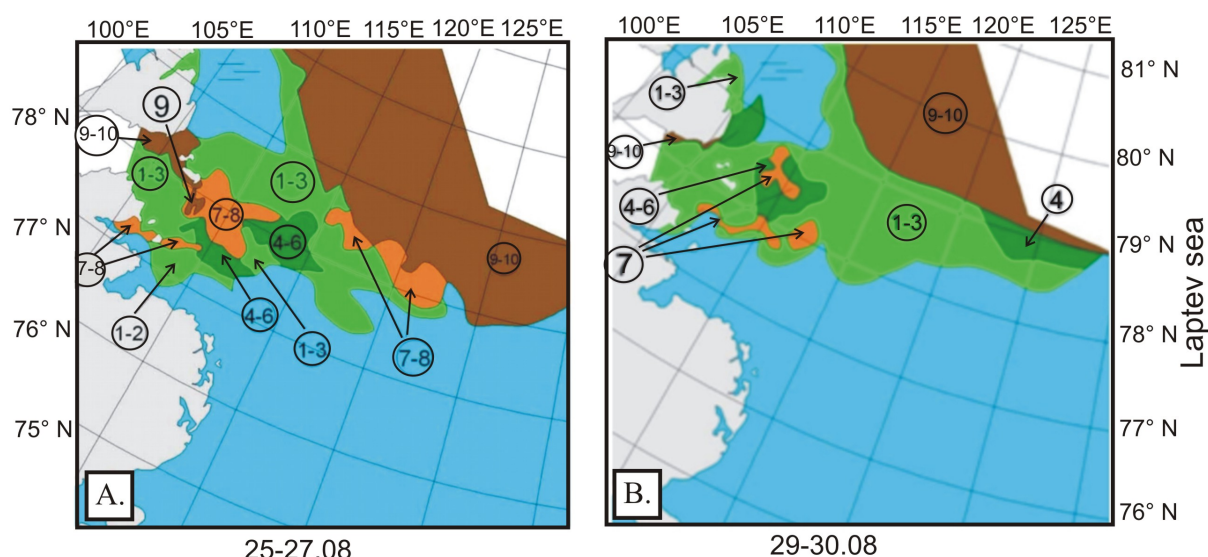 100°E 105°E 110°E 115°E 120°E 125°E
78° N
77° N
76° N
75° N
9
9-10
1-3
1-3
7-8
4-6
9-10
7-8
1-2
4-6
1-3
7-8
A.
25-27.08
100°E 105°E 110°E 115°E 120°E 125°E
81° N
80° N
79° N
78° N
77° N
76° N
Laptev sea
1-3
9-10
9-10
4-6
4
1-3
7
B.
29-30.08